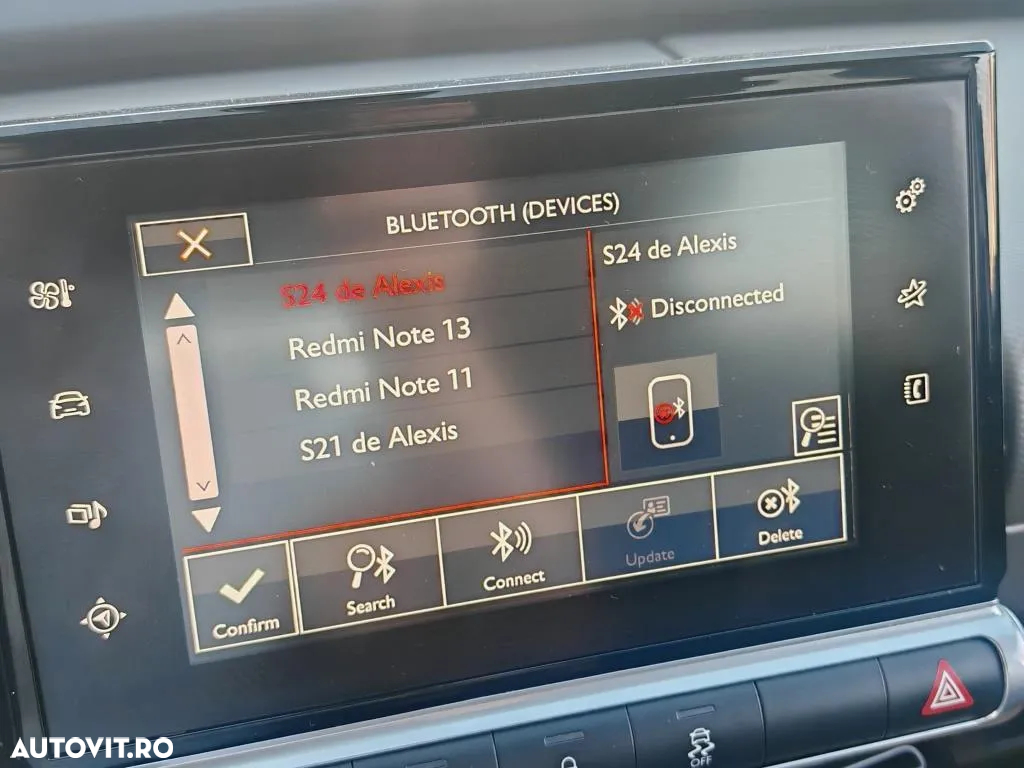 BLUETOOTH (DEVICES)
S24 de Alexis
Redmi Note 13
Redmi Note 11
S21 de Alexis
S24 de Alexis
Disconnected
Confirm
Search
Connect
Update
Delete
OFF
AUTOVIT.RO